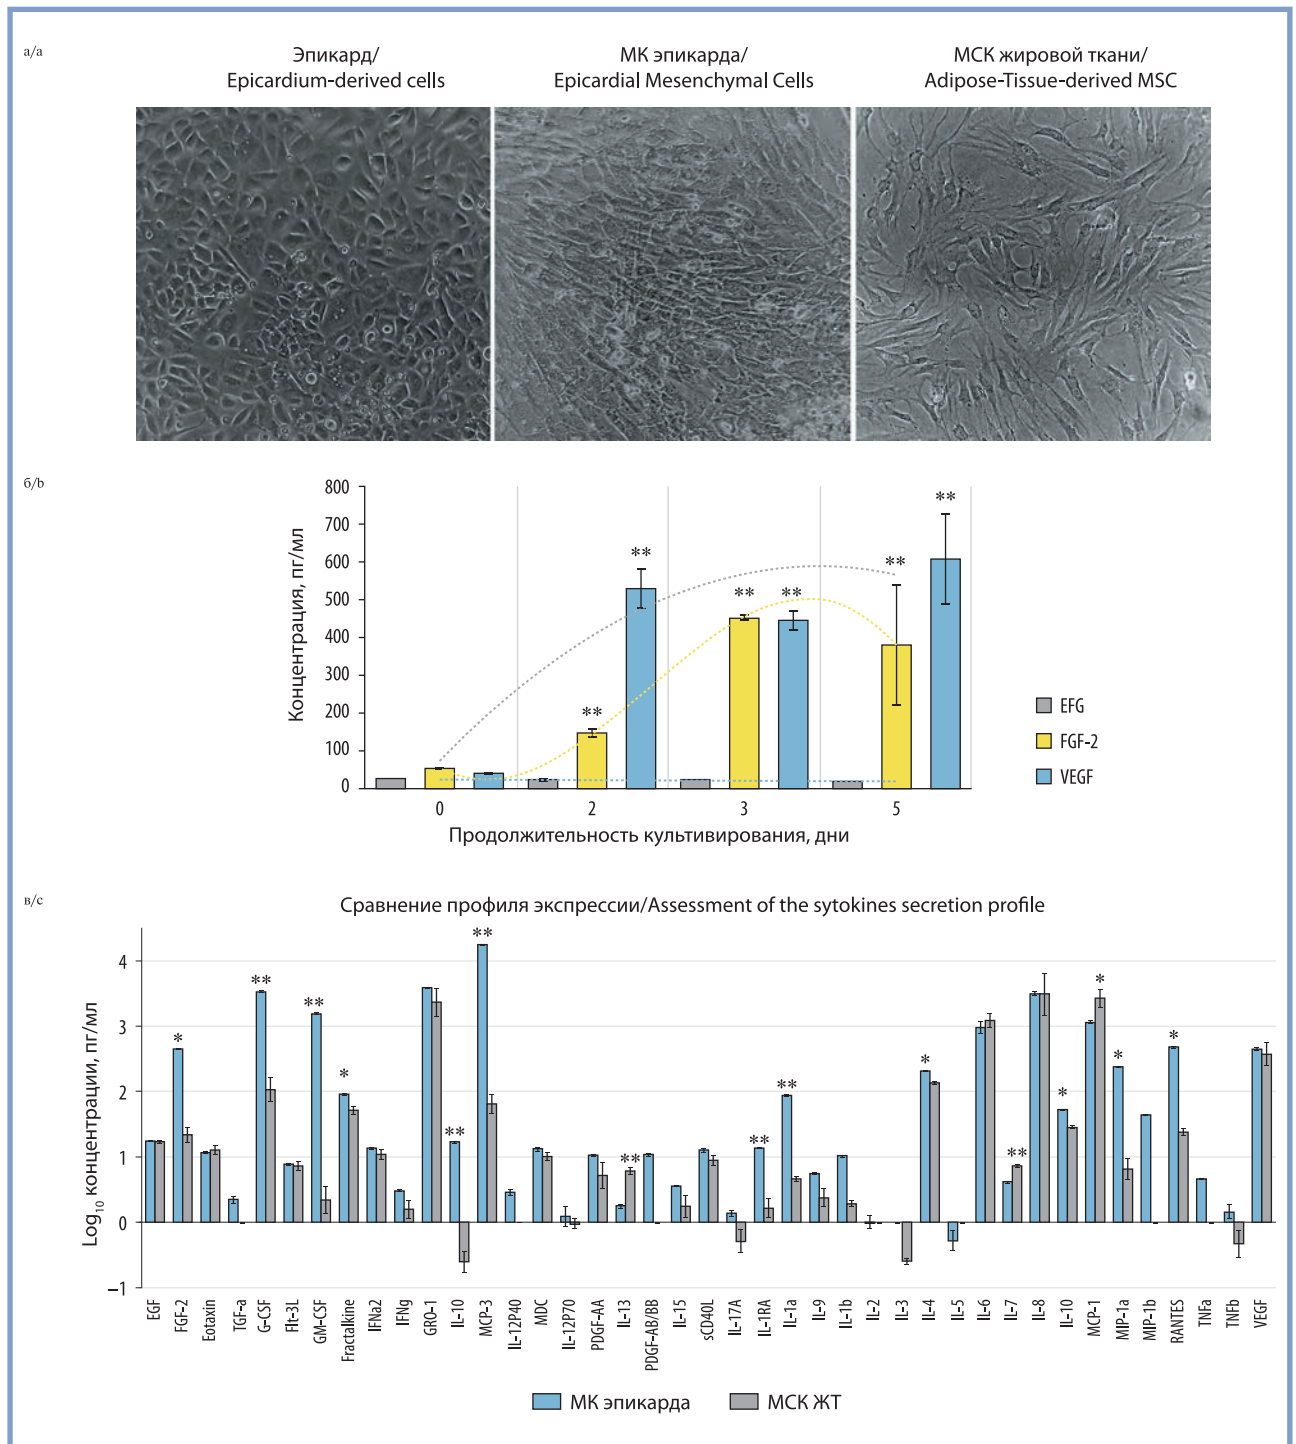 а/a
Эпикард/
Epicardium-derived cells
МК эпикарда/
Epicardial Mesenchymal Cells
МСК жировой ткани/
Adipose-Tissue-derived MSC
б/b
Концентрация, пг/мл
800
700
600
500
400
300
200
100
0
**
**
**
**
**
**
0
2
3
5
Продолжительность культивирования, дни
EFG
FGF-2
VEGF
в/c
Сравнение профиля экспрессии/Assessment of the sytokines secretion profile
Log10 концентрации, пг/мл
4
3
2
1
0
–1
*
**
**
*
**
**
**
**
**
*
**
*
*
*
*
EGF
FGF-2
Eotaxin
TGF-a
G-CSF
Flt-3L
GM-CSF
Fractalkine
IFNa2
IFNg
GRO-1
IL-10
MCP-3
IL-12P40
MDC
IL-12P70
PDGF-AA
IL-13
PDGF-AB/BB
IL-15
sCD40L
IL-17A
IL-1RA
IL-1a
IL-9
IL-1b
IL-2
IL-3
IL-4
IL-5
IL-6
IL-7
IL-8
IL-10
MCP-1
MIP-1a
MIP-1b
RANTES
TNFa
TNFb
VEGF
МК эпикарда
МСК ЖТ